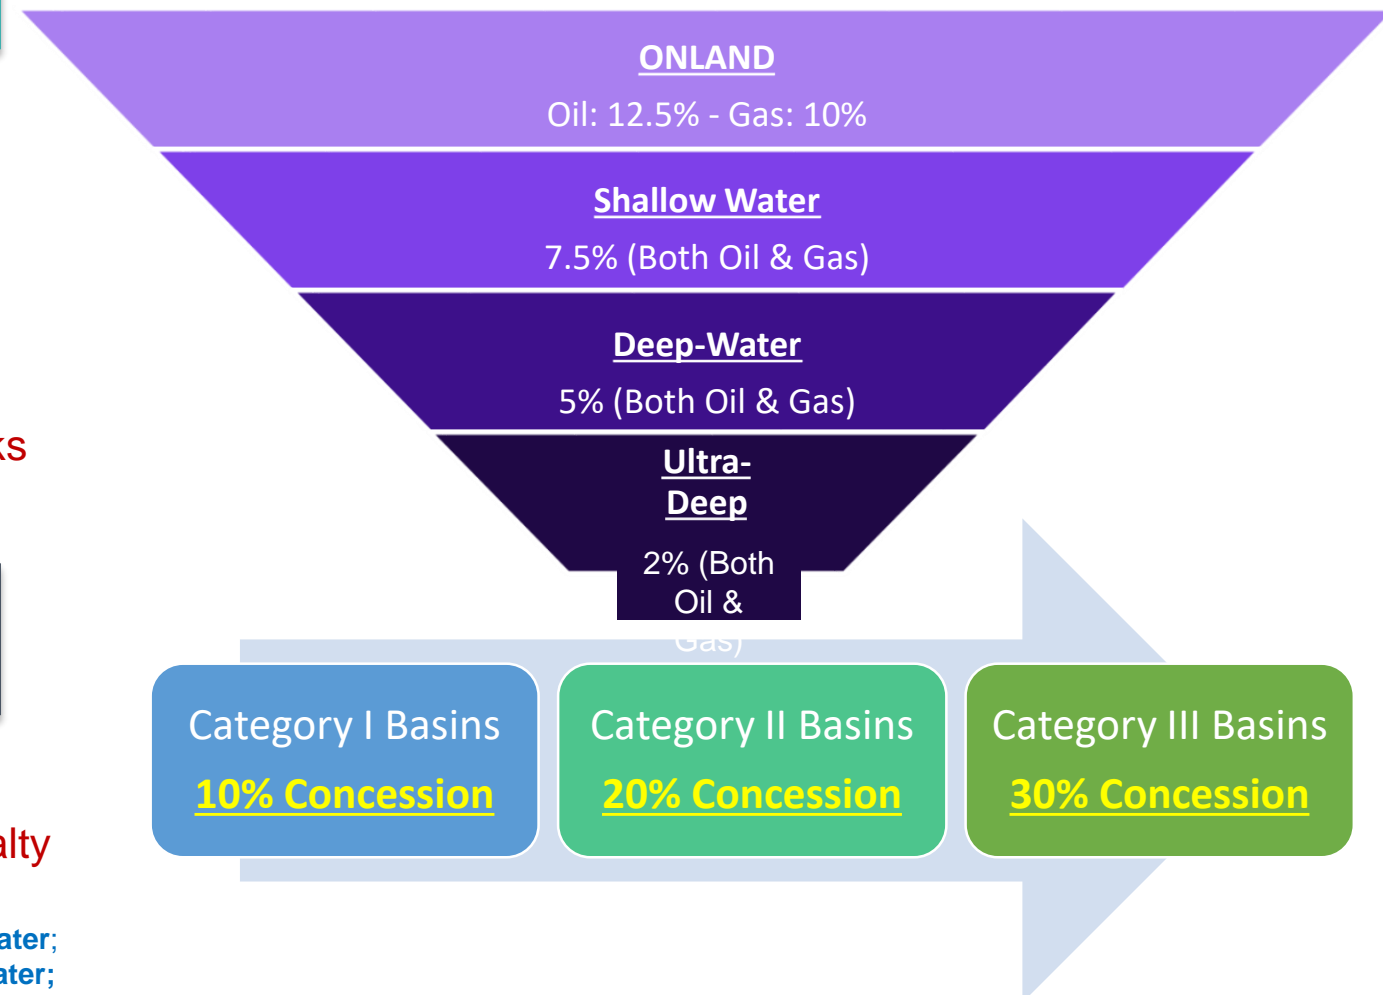 ONLAND
Oil: 12.5% - Gas: 10%
Shallow Water
7.5% (Both Oil & Gas)
Deep-Water
5% (Both Oil & Gas)
Ultra-
Deep
2% (Both
Oil &
Gas)
Category I Basins
10% Concession
Category II Basins
20% Concession
Category III Basins
30% Concession
ks
alty
ater;
ater;